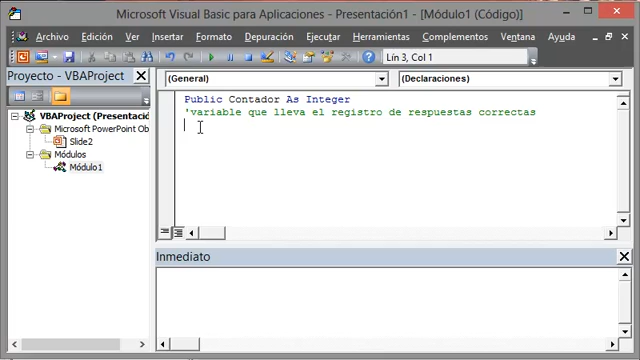 Microsoft Visual Basic para Aplicaciones - Presentación1 - [Módulo1 (Código)]
Archivo Edición Ver Insertar Formato Depuración Ejecutar Herramientas Complementos Ventana Ayuda
Lín 3, Col 1
Proyecto - VBAProject
(General) (Declaraciones)
VBAProject (Presentac
Microsoft PowerPoint Ob
Slide2
Módulos
Módulo1
Public Contador As Integer
'variable que lleva el registro de respuestas correctas
Inmediato